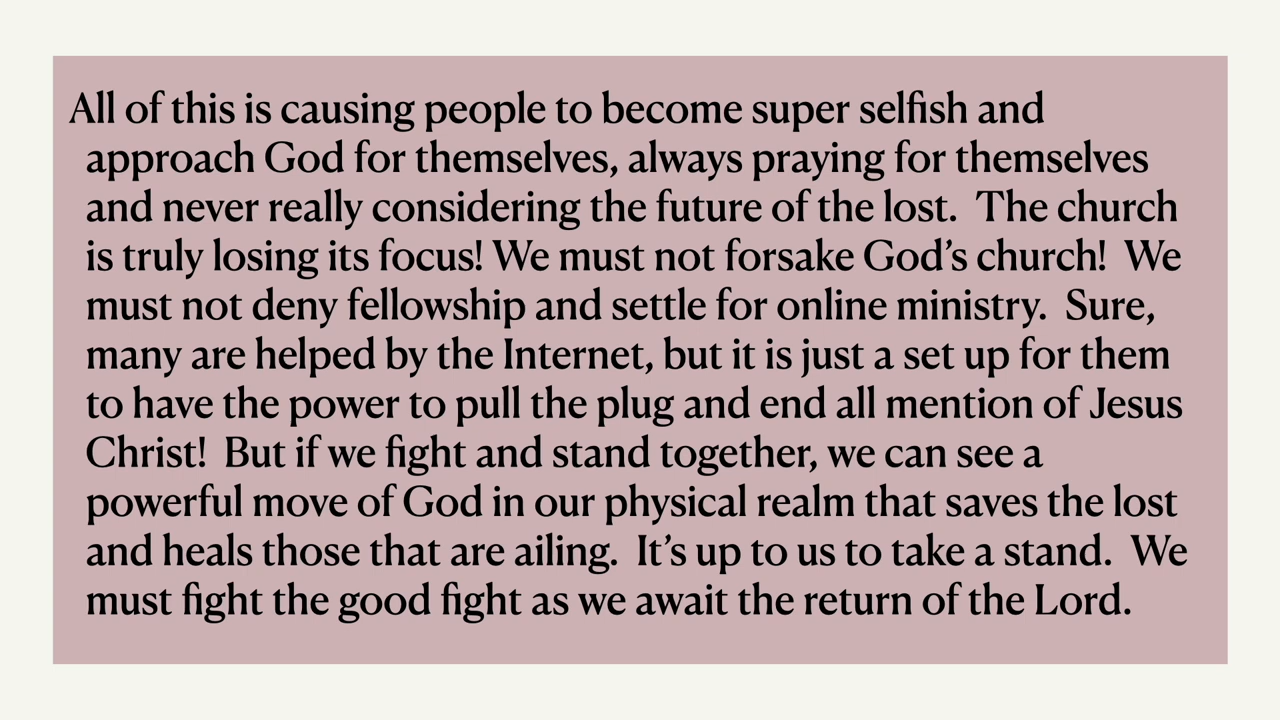 All of this is causing people to become super selfish and
approach God for themselves, always praying for themselves
and never really considering the future of the lost.  The church
is truly losing its focus! We must not forsake God’s church!  We
must not deny fellowship and settle for online ministry.  Sure,
many are helped by the Internet, but it is just a set up for them
to have the power to pull the plug and end all mention of Jesus
Christ!  But if we fight and stand together, we can see a
powerful move of God in our physical realm that saves the lost
and heals those that are ailing.  It’s up to us to take a stand.  We
must fight the good fight as we await the return of the Lord.